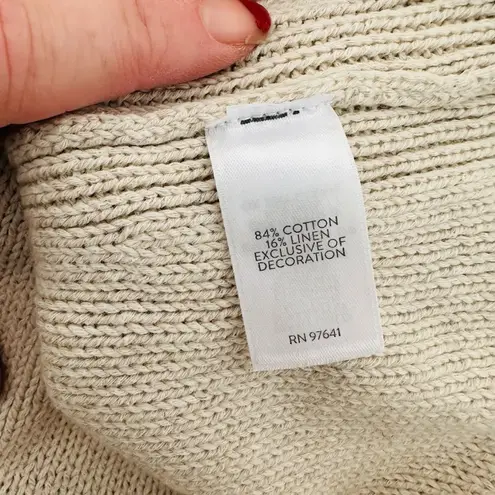 84% COTTON
16% LINEN
EXCLUSIVE OF
DECORATION
RN 97641